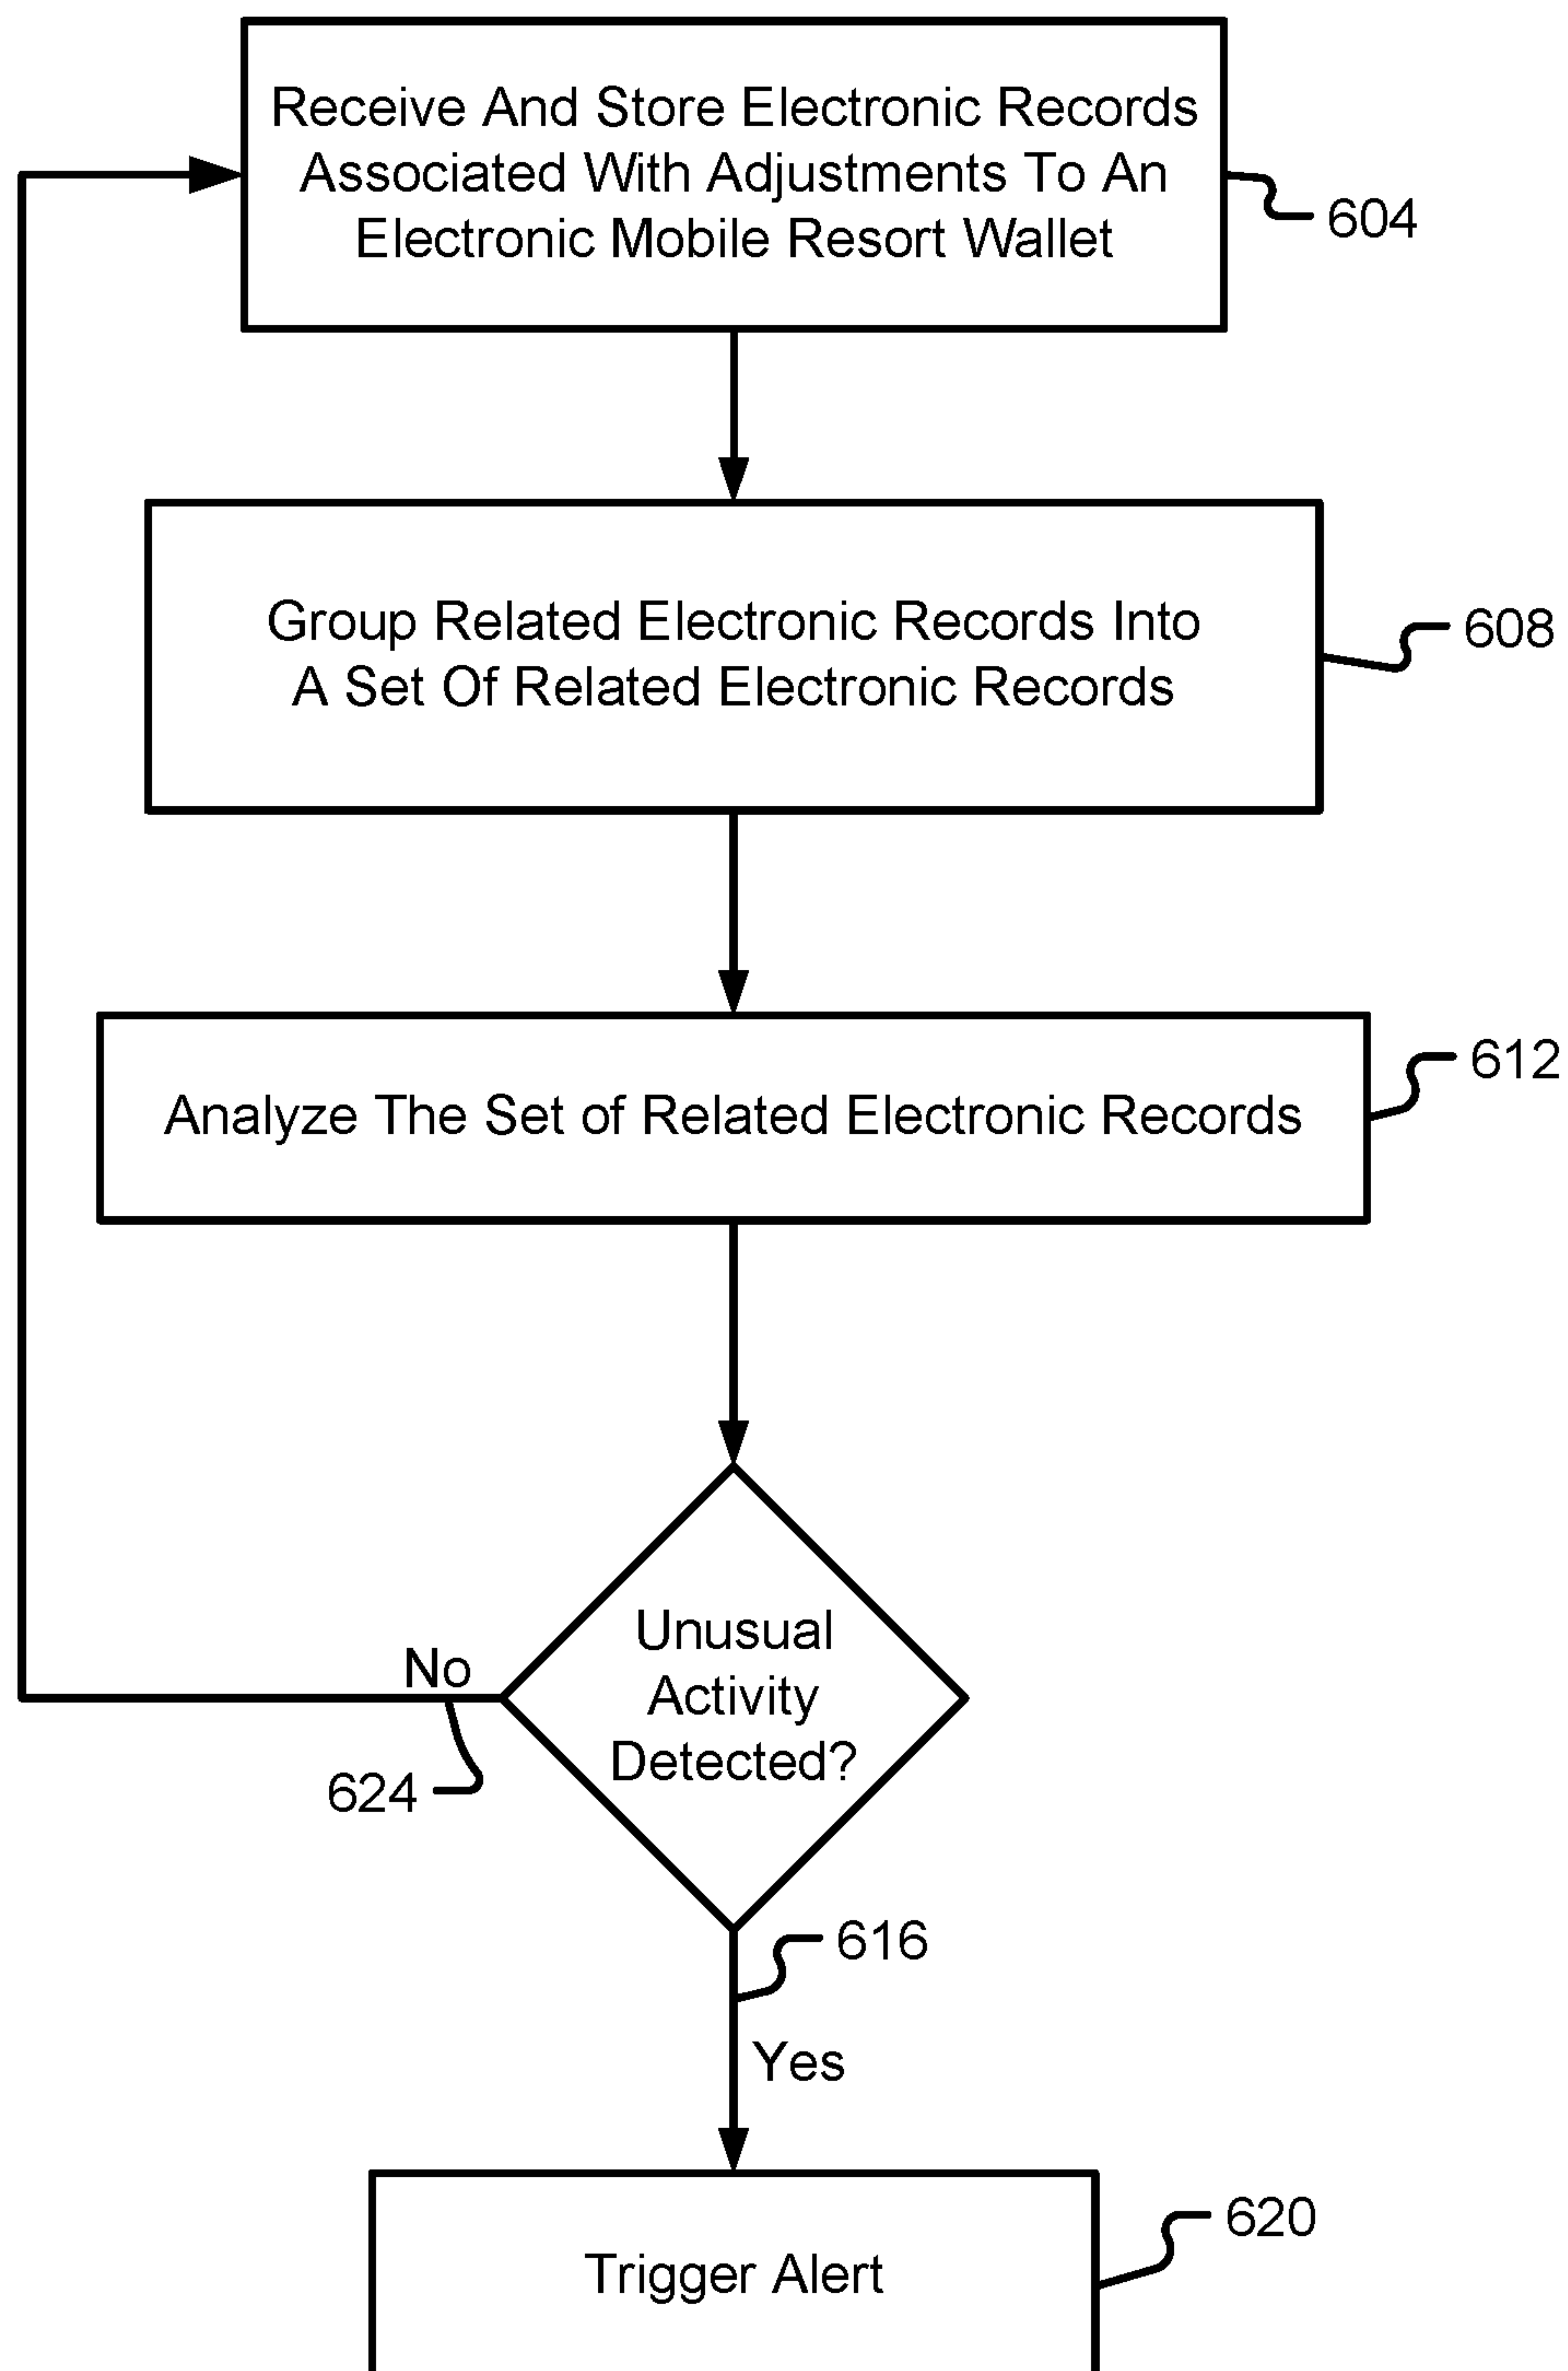 Receive And Store Electronic Records
Associated With Adjustments To An
Electronic Mobile Resort Wallet
604
Group Related Electronic Records Into
A Set Of Related Electronic Records
608
Analyze The Set of Related Electronic Records
612
Unusual
Activity
Detected?
No
624
616
Yes
Trigger Alert
620